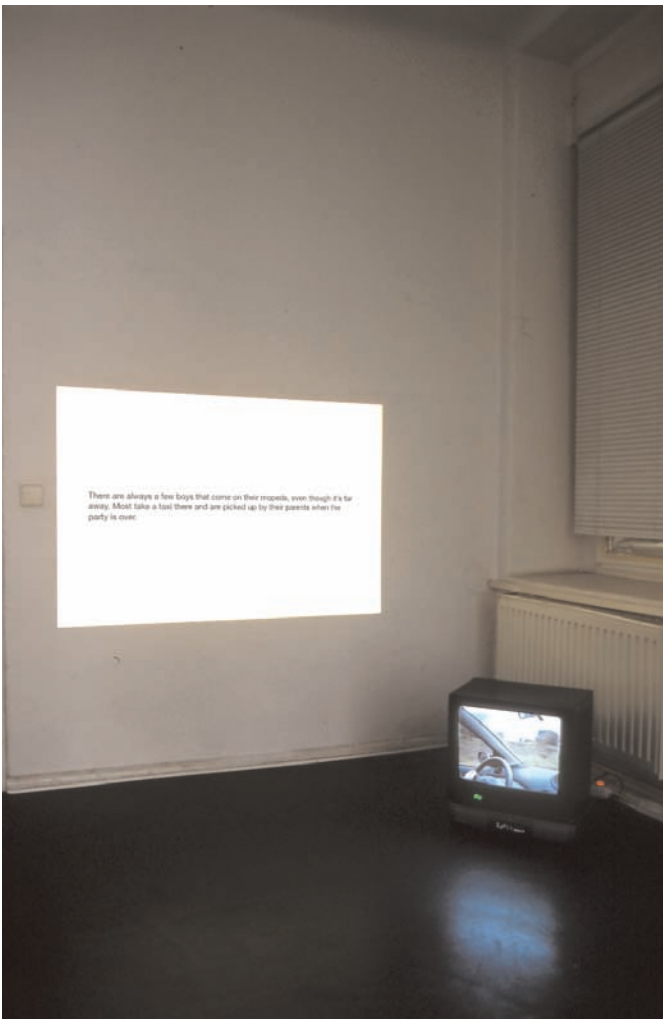 There are always a few boys that come on their mopeds, even though it's far
away. Most take a taxi there and are picked up by their parents when the
party is over.